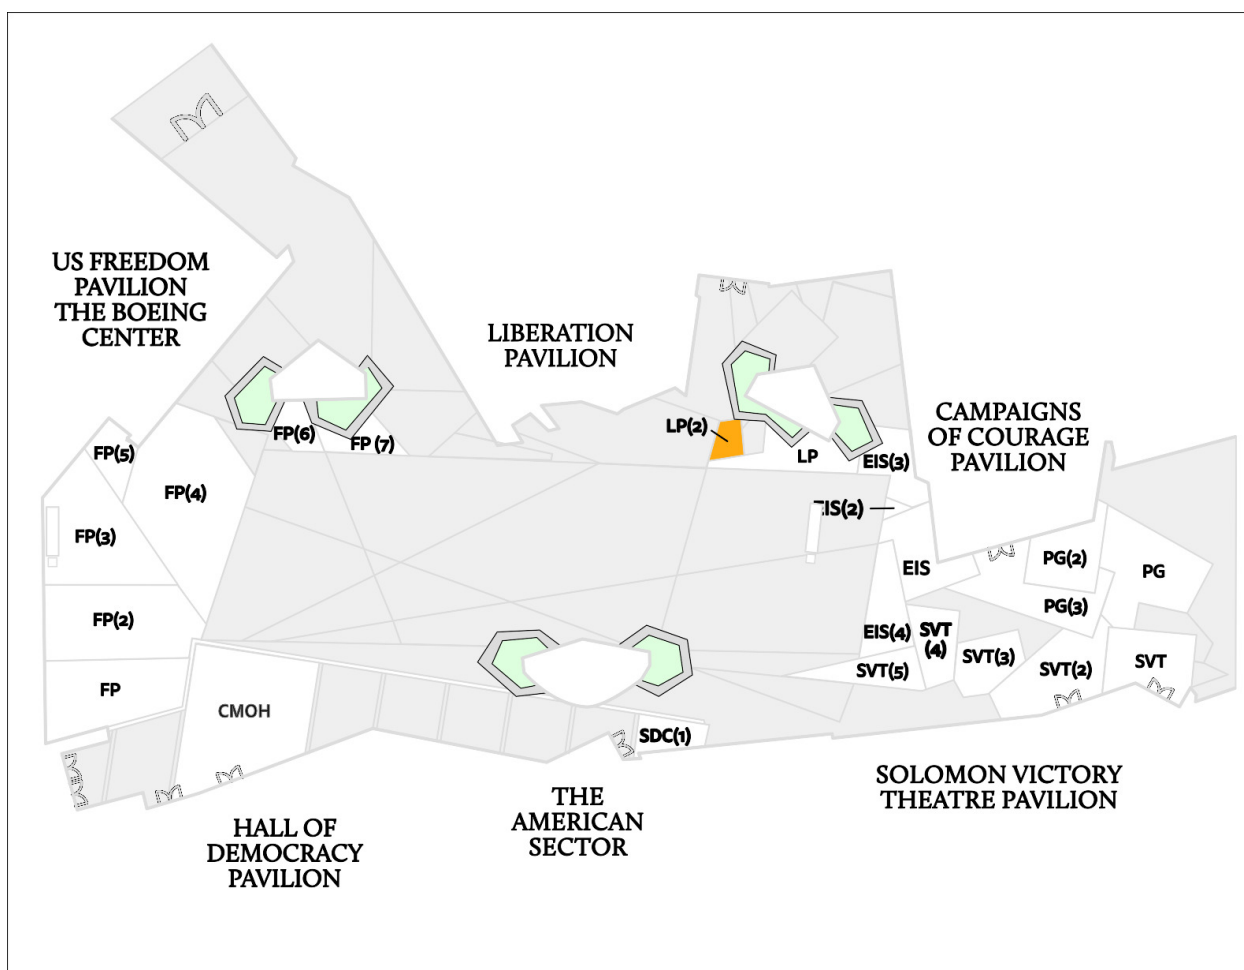 US FREEDOM
PAVILION
THE BOEING
CENTER
LIBERATION
PAVILION
CAMPAIGNS
OF COURAGE
PAVILION
LP(2)
FP(6)
FP (7)
FP(5)
LP
EIS(3)
FP(4)
EIS(2)
FP(3)
EIS
PG(2)
PG
PG(3)
FP(2)
EIS(4)
SVT
(4)
SVT(3)
SVT(5)
SVT(2)
SVT
FP
CMOH
SDC(1)
SOLOMON VICTORY
THEATRE PAVILION
THE
AMERICAN
SECTOR
HALL OF
DEMOCRACY
PAVILION